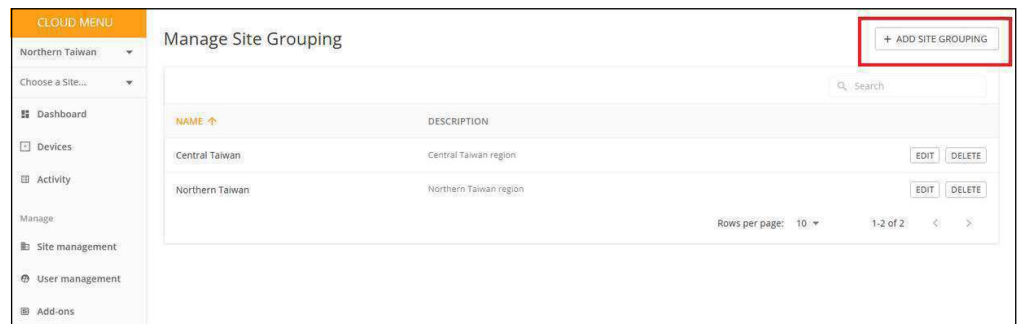 CLOUD MENU
Northern Taiwan
Choose a Site...
Dashboard
Devices
Activity
Manage
Site management
User management
Add-ons
Manage Site Grouping
+ ADD SITE GROUPING
Search
NAME ↑ DESCRIPTION
Central Taiwan Central Taiwan region EDIT DELETE
Northern Taiwan Northern Taiwan region EDIT DELETE
Rows per page: 10 1-2 of 2 < >